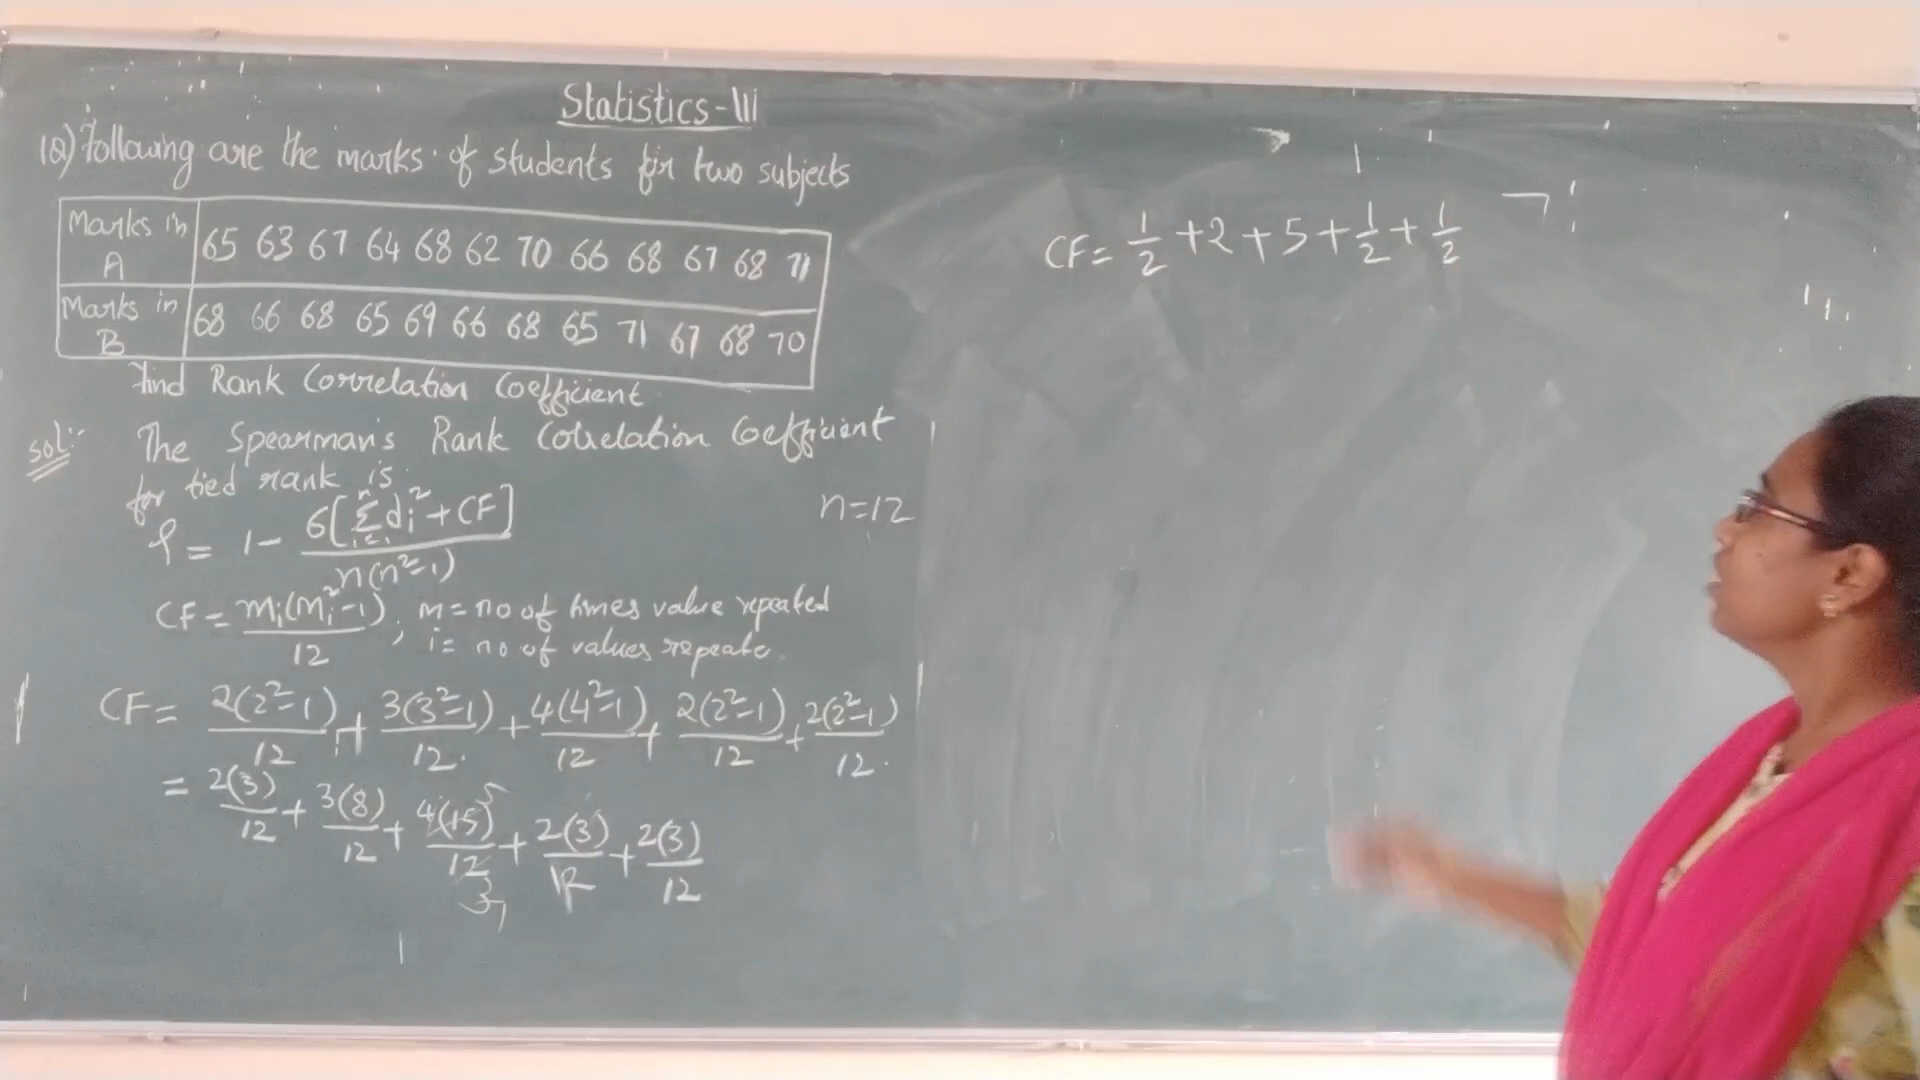 Statistics-III
1Q) Following are the marks of students for two subjects
Marks in A 65 63 67 64 68 62 70 66 68 67 68 71
Marks in B 68 66 68 65 69 66 68 65 71 67 68 70
Find Rank Correlation Coefficient
Sol:- The Spearman's Rank Correlation Coefficient
for tied rank is
n=12
ρ = 1 - 6[Σⁿᵢ₌₁ dᵢ² + CF] / n(n²-1)
CF = mᵢ(mᵢ²-1)/12 ; m = no of times value repeated
i = no of values repeate.
CF = 2(2²-1)/12 + 3(3²-1)/12 + 4(4²-1)/12 + 2(2²-1)/12 + 2(2²-1)/12
= 2(3)/12 + 3(8)/12 + 4(15)5/12 3 + 2(3)/12 + 2(3)/12
CF = 1/2 + 2 + 5 + 1/2 + 1/2